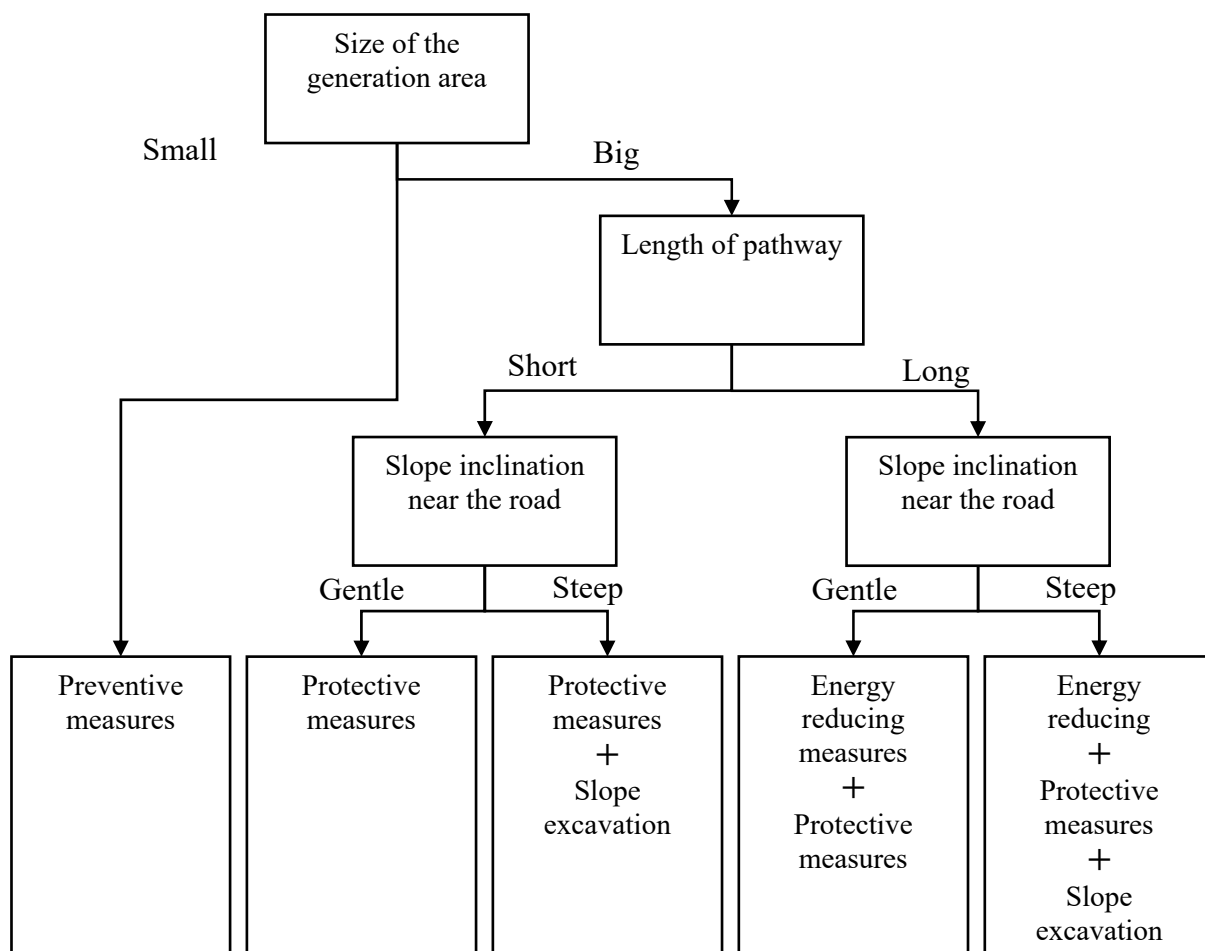 Size of the
generation area
Small
Big
Length of pathway
Short
Long
Slope inclination
near the road
Slope inclination
near the road
Gentle
Steep
Gentle
Steep
Preventive
measures
Protective
measures
Protective
measures
+
Slope
excavation
Energy
reducing
measures
+
Protective
measures
Energy
reducing
+
Protective
measures
+
Slope
excavation